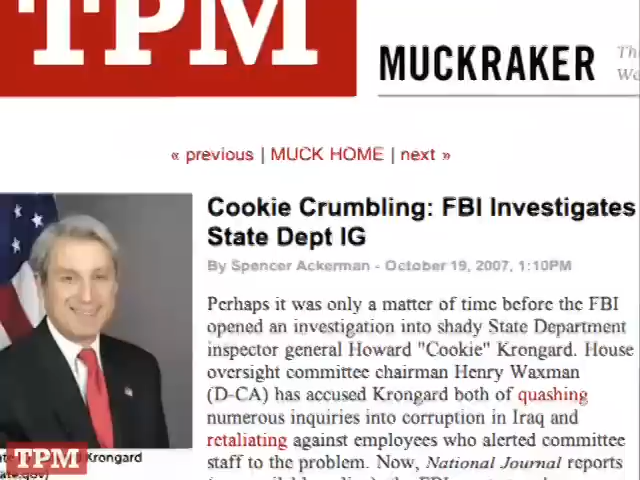 TPM
MUCKRAKER
« previous | MUCK HOME | next »
Cookie Crumbling: FBI Investigates
State Dept IG
By Spencer Ackerman - October 19, 2007, 1:10PM
Perhaps it was only a matter of time before the FBI
opened an investigation into shady State Department
inspector general Howard "Cookie" Krongard. House
oversight committee chairman Henry Waxman
(D-CA) has accused Krongard both of quashing
numerous inquiries into corruption in Iraq and
retaliating against employees who alerted committee
staff to the problem. Now, National Journal reports
Krongard
TPM